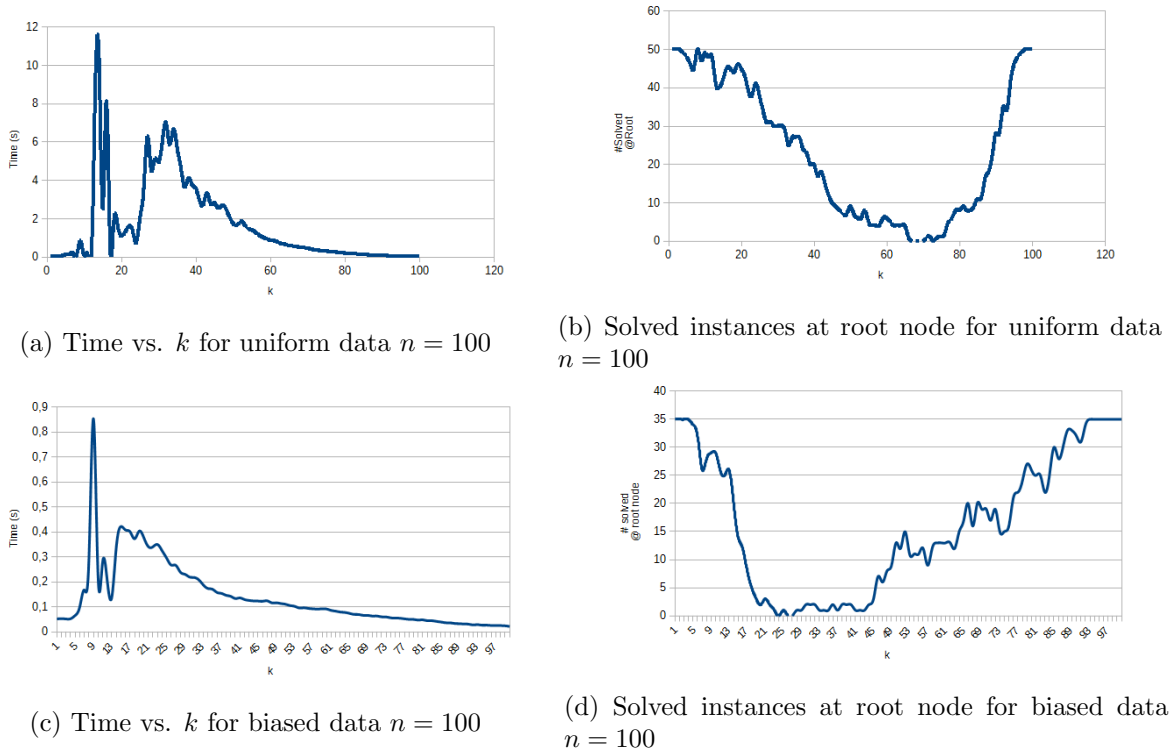 12
10
8
6
4
2
0
Time (s)
0 20 40 60 80 100 120
k
(a) Time vs. k for uniform data n = 100
60
50
40
30
20
10
0
#Solved
@Root
0 20 40 60 80 100 120
k
(b) Solved instances at root node for uniform data
n = 100
0,9
0,8
0,7
0,6
0,5
0,4
0,3
0,2
0,1
0
Time (s)
1 5 9 13 17 21 25 29 33 37 41 45 49 53 57 61 65 69 73 77 81 85 89 93 97
k
(c) Time vs. k for biased data n = 100
40
35
30
25
20
15
10
5
0
# solved
@ root node
1 5 9 13 17 21 25 29 33 37 41 45 49 53 57 61 65 69 73 77 81 85 89 93 97
k
(d) Solved instances at root node for biased data
n = 100